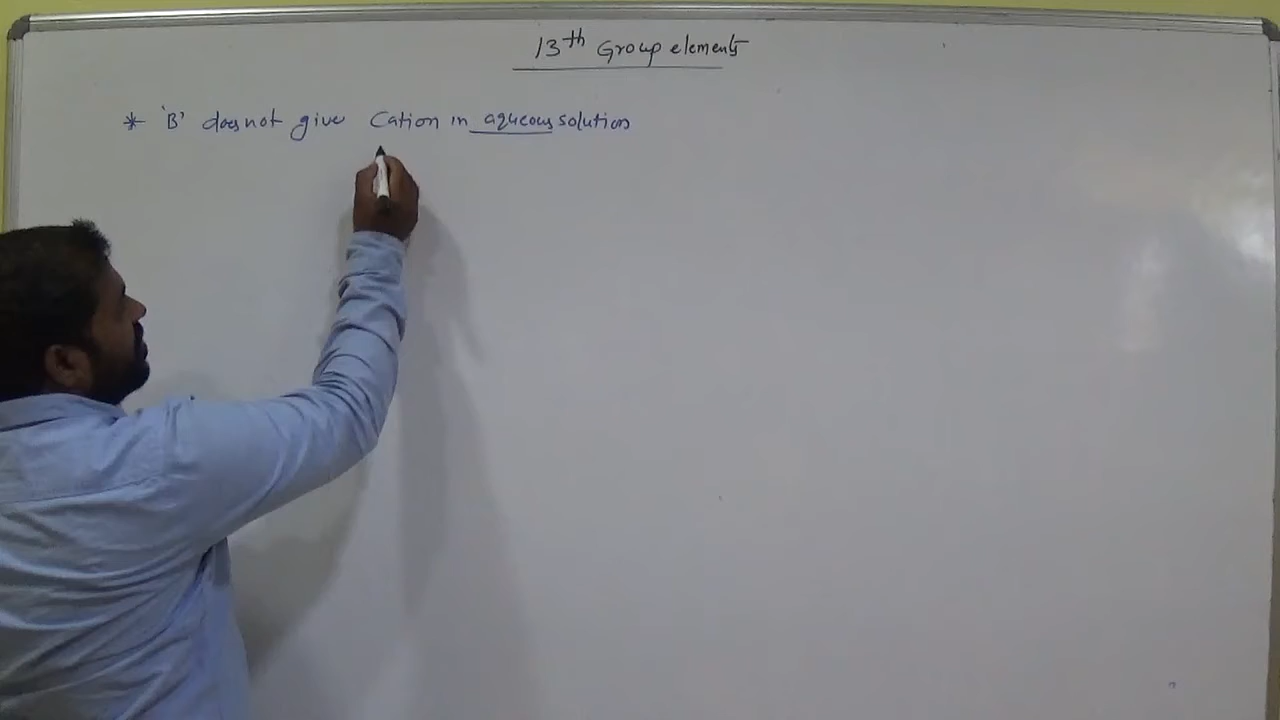 13th Group elements
* 'B' does not give Cation in aqueous solution